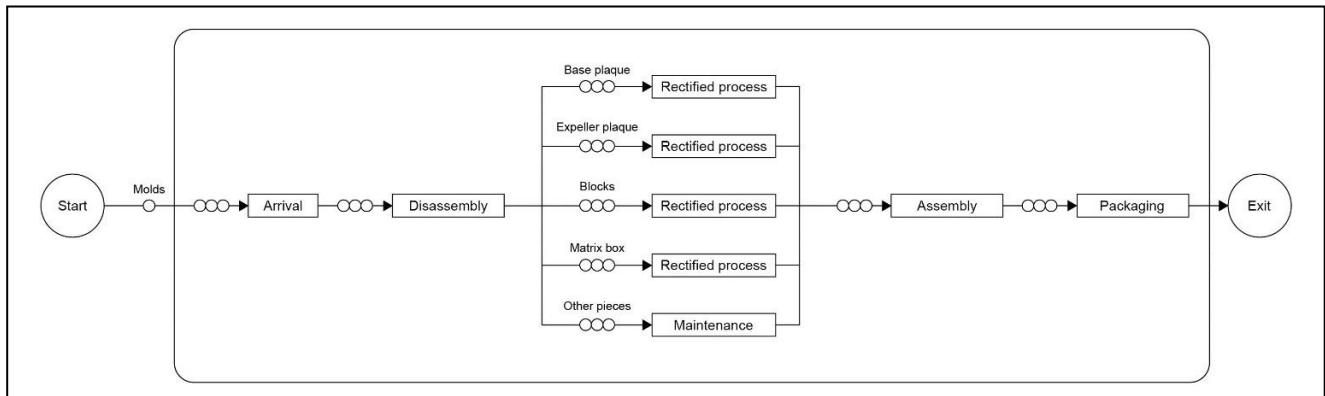 Start
Molds
Arrival
Disassembly
Base plaque
Rectified process
Expeller plaque
Rectified process
Blocks
Rectified process
Matrix box
Rectified process
Other pieces
Maintenance
Assembly
Packaging
Exit